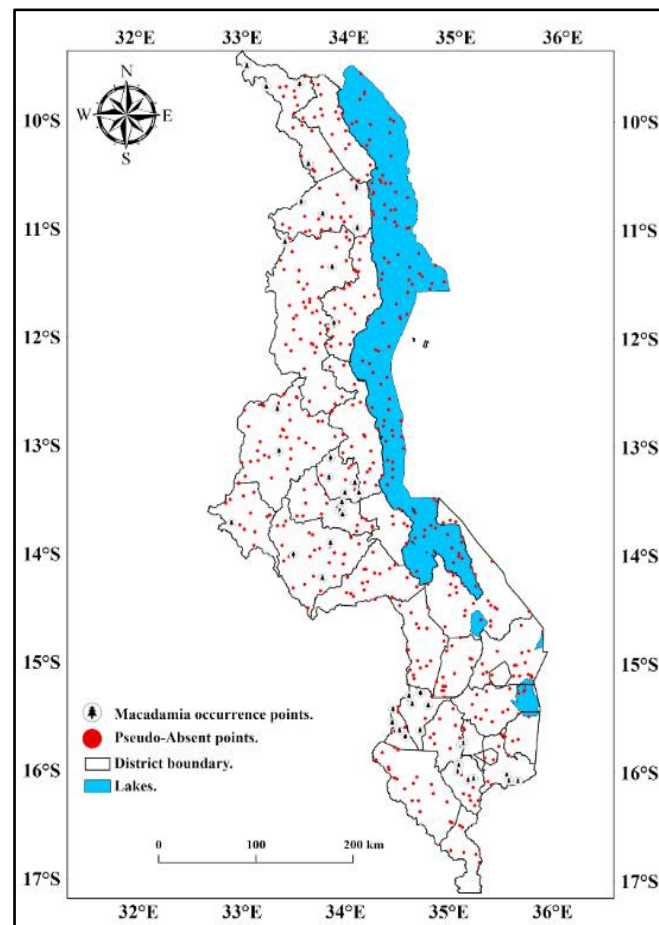 32°E 33°E 34°E 35°E 36°E
N
W E
S
10°S 10°S
11°S 11°S
12°S 12°S
13°S 13°S
14°S 14°S
15°S 15°S
Macadamia occurrence points.
Pseudo-Absent points.
16°S 16°S
District boundary.
Lakes.
0 100 200 km
17°S 17°S
32°E 33°E 34°E 35°E 36°E